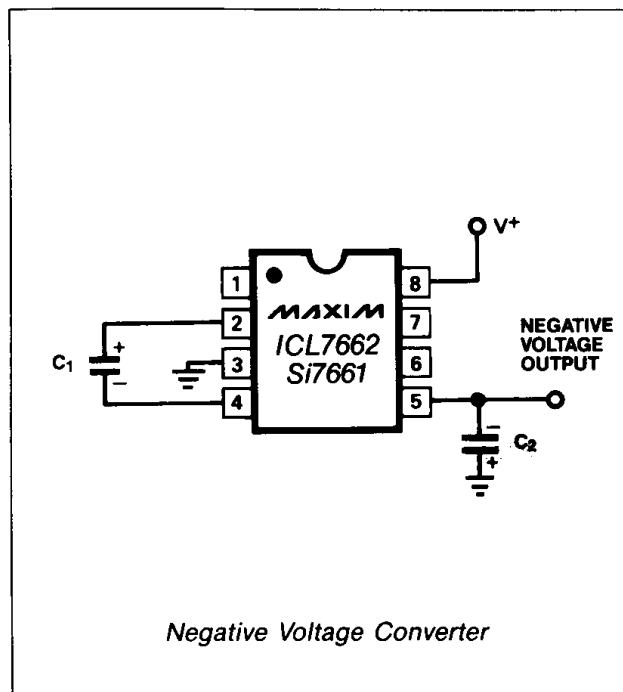 V+
1
8
MAXIM
2
7
+
NEGATIVE
VOLTAGE
OUTPUT
C1
ICL7662
3
6
Si7661
−
4
5
−
C2
+
Negative Voltage Converter